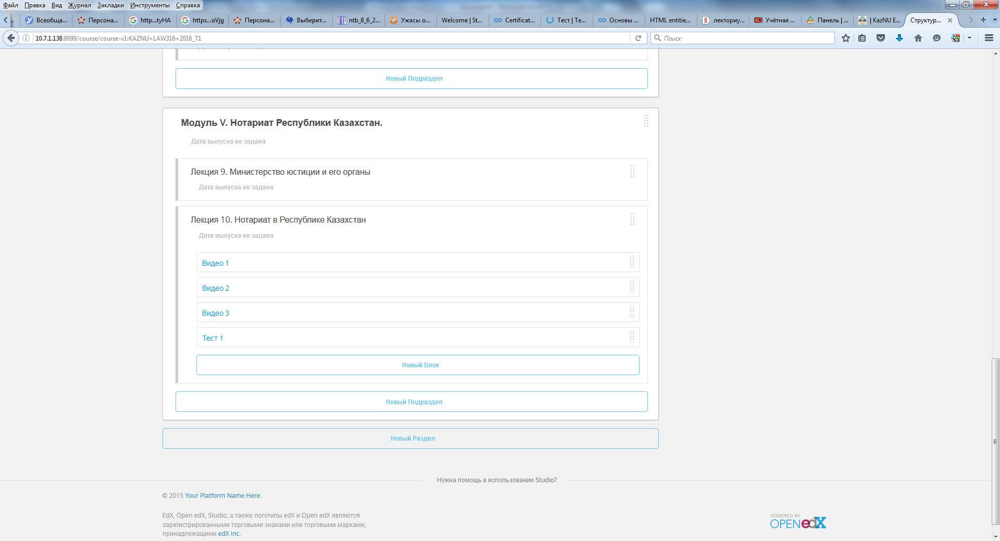 Файл Правка Вид Журнал Закладки Инструменты Справка
... Всеобща... Персона... http...tyHA https...oVjg Персона... Выберит... ntb_8_6_2... Ужасы о... Welcome | St... Certificat... Тест | Te... Основы ... HTML entitie... лекториу... Учётная ... Панель | ... | KazNU E... Структур...
10.7.1.138:8099/course/course-v1:KAZNU+LAW316+2016_T1 Поиск
Новый Подраздел
Модуль V. Нотариат Республики Казахстан.
Дата выпуска не задана
Лекция 9. Министерство юстиции и его органы
Дата выпуска не задана
Лекция 10. Нотариат в Республике Казахстан
Дата выпуска не задана
Видео 1
Видео 2
Видео 3
Тест 1
Новый Блок
Новый Подраздел
Новый Раздел
Нужна помощь в использовании Studio?
© 2015 Your Platform Name Here.
EdX, Open edX, Studio, а также логотипы edX и Open edX являются
зарегистрированными торговыми знаками или торговыми марками,
принадлежащими edX Inc.
POWERED BY
OPEN edX